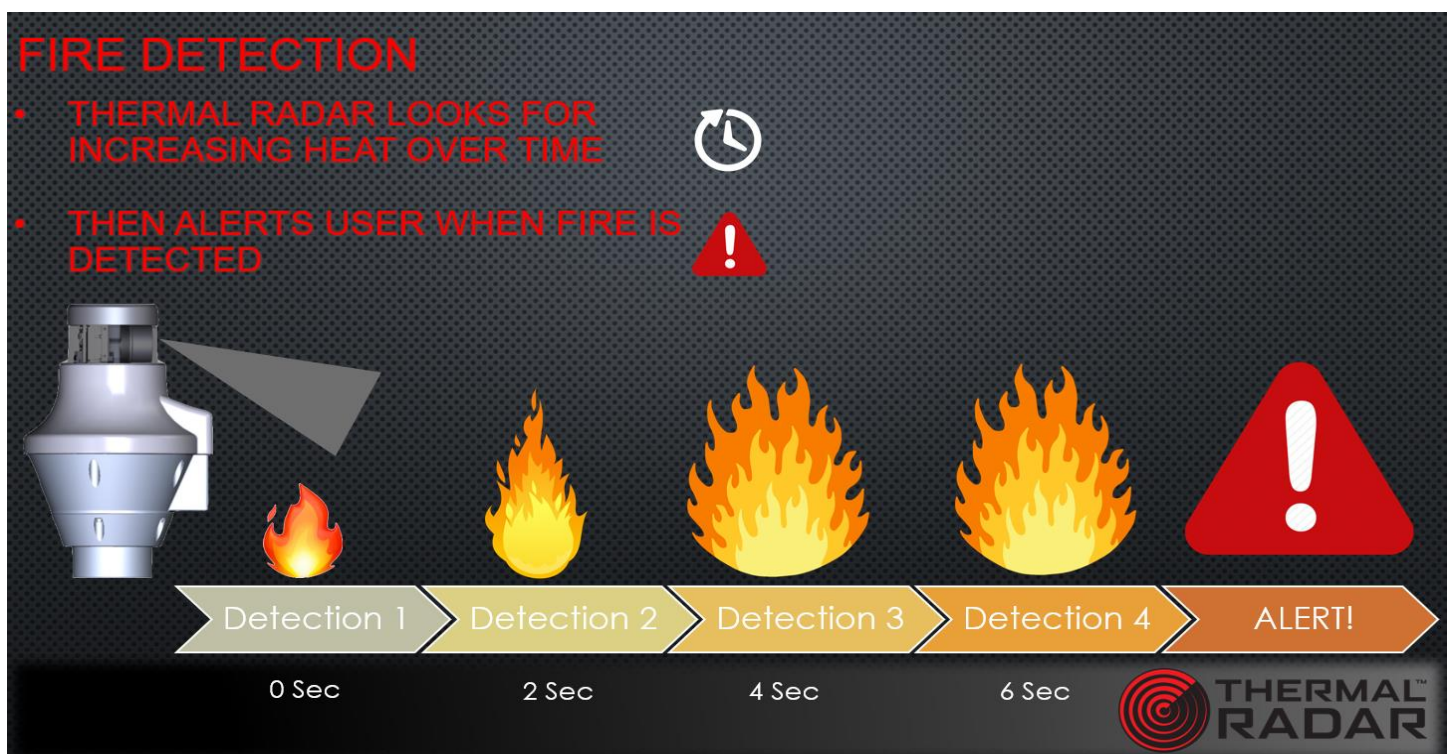 FIRE DETECTION
• THERMAL RADAR LOOKS FOR
INCREASING HEAT OVER TIME
• THEN ALERTS USER WHEN FIRE IS
DETECTED
Detection 1
Detection 2
Detection 3
Detection 4
ALERT!
0 Sec
2 Sec
4 Sec
6 Sec
THERMAL™
RADAR